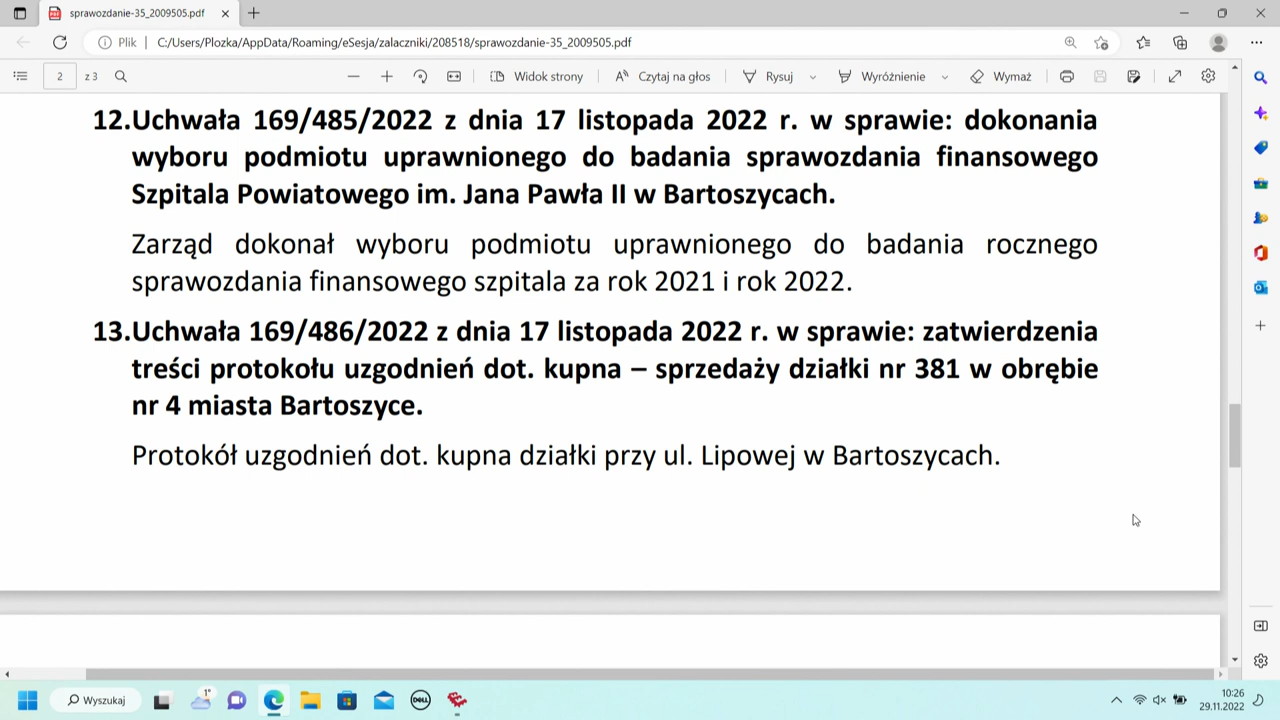 sprawozdanie-35_2009505.pdf
Plik
C:/Users/Plozka/AppData/Roaming/eSesja/zalaczniki/208518/sprawozdanie-35_2009505.pdf
2 z 3 Widok strony Czytaj na głos Rysuj Wyróżnienie Wymaż
12.Uchwała 169/485/2022 z dnia 17 listopada 2022 r. w sprawie: dokonania
wyboru podmiotu uprawnionego do badania sprawozdania finansowego
Szpitala Powiatowego im. Jana Pawła II w Bartoszycach.
Zarząd dokonał wyboru podmiotu uprawnionego do badania rocznego
sprawozdania finansowego szpitala za rok 2021 i rok 2022.
13.Uchwała 169/486/2022 z dnia 17 listopada 2022 r. w sprawie: zatwierdzenia
treści protokołu uzgodnień dot. kupna – sprzedaży działki nr 381 w obrębie
nr 4 miasta Bartoszyce.
Protokół uzgodnień dot. kupna działki przy ul. Lipowej w Bartoszycach.
Wyszukaj
1°
DELL
10:26
29.11.2022